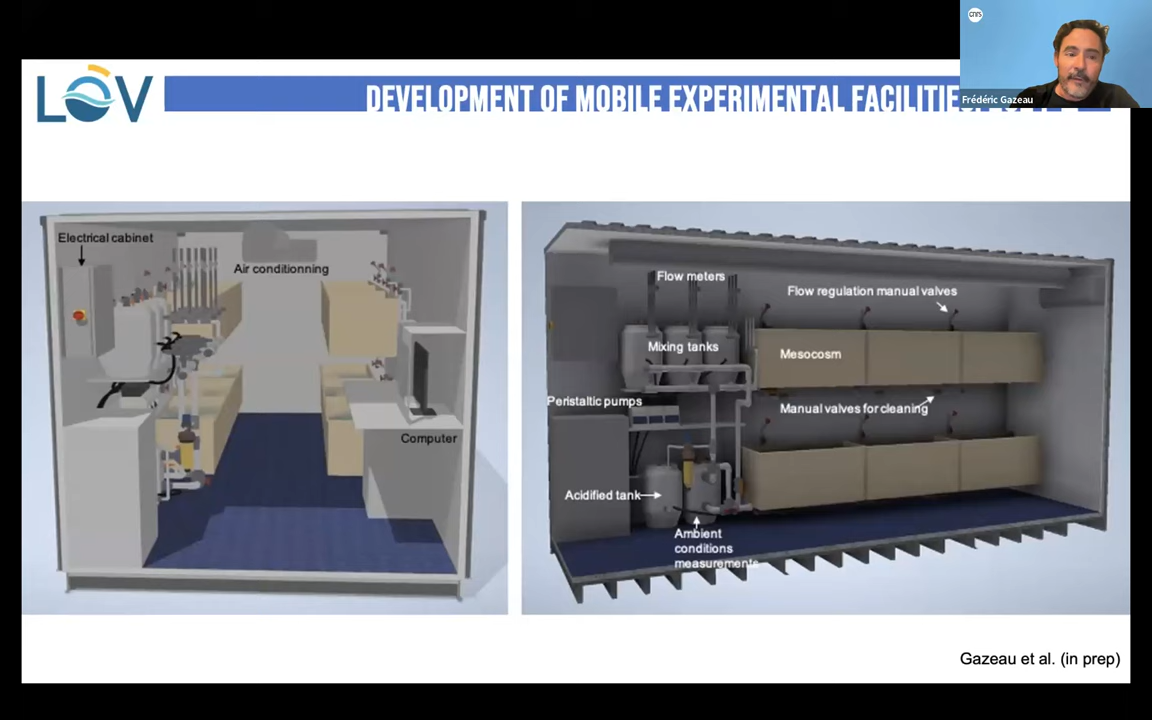 cnrs
Frédéric Gazeau
LOV
DEVELOPMENT OF MOBILE EXPERIMENTAL
Electrical cabinet
Air conditionning
Computer
Flow meters
Flow regulation manual valves
Mixing tanks
Mesocosm
Peristaltic pumps
Manual valves for cleaning
Acidified tank
Ambient
conditions
measurements
Gazeau et al. (in prep)